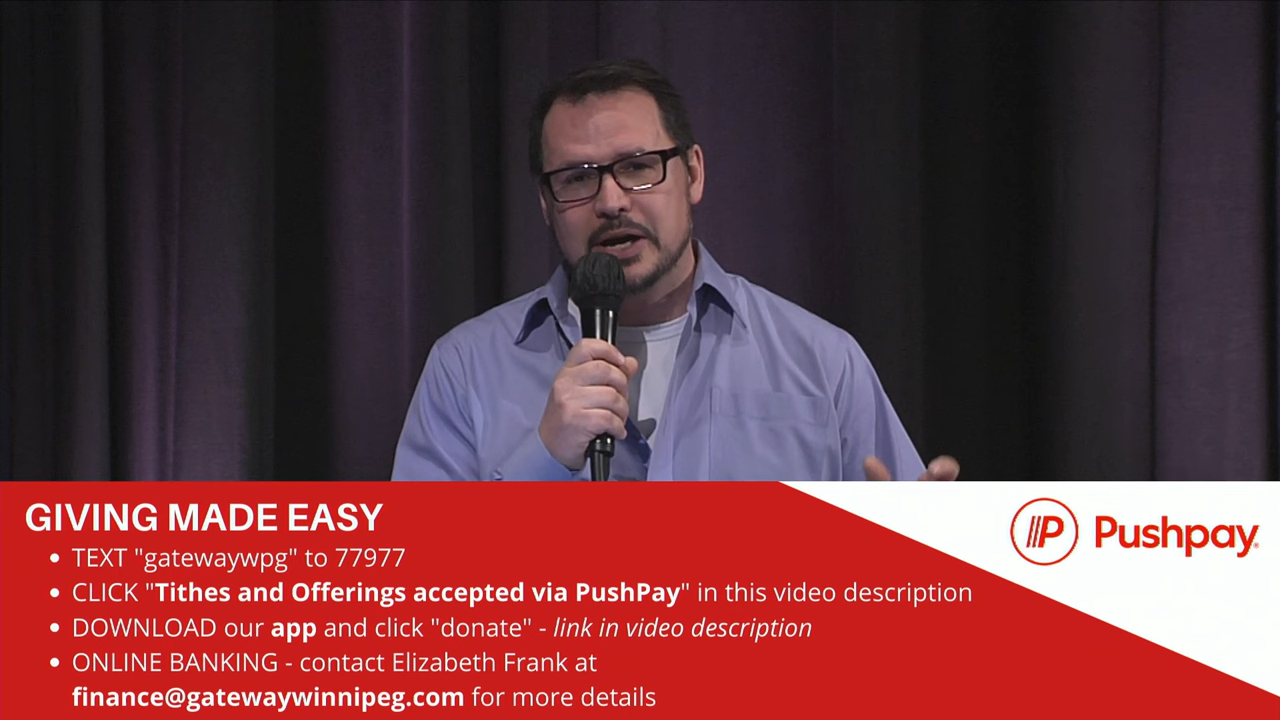 GIVING MADE EASY
• TEXT "gatewaywpg" to 77977
• CLICK "Tithes and Offerings accepted via PushPay" in this video description
• DOWNLOAD our app and click "donate" - link in video description
• ONLINE BANKING - contact Elizabeth Frank at
finance@gatewaywinnipeg.com for more details
P Pushpay